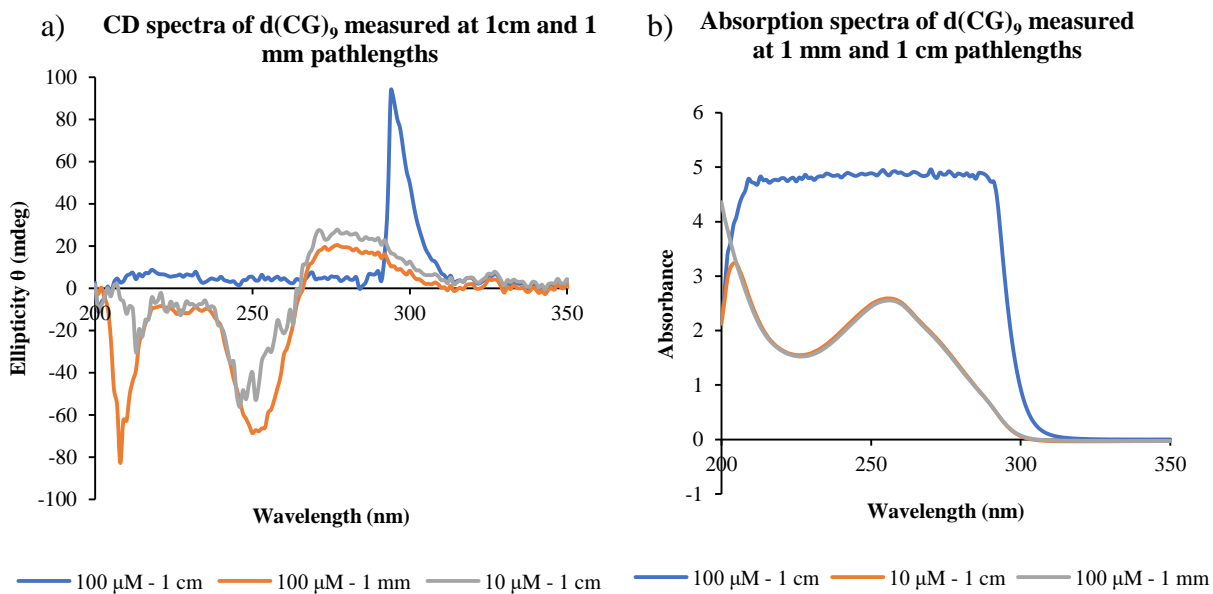 a)
CD spectra of d(CG)₉ measured at 1cm and 1
mm pathlengths
100
80
60
40
20
0
-20
-40
-60
-80
-100
200
250
300
350
Ellipticity θ (mdeg)
Wavelength (nm)
100 μM - 1 cm
100 μM - 1 mm
10 μM - 1 cm
b)
Absorption spectra of d(CG)₉ measured
at 1 mm and 1 cm pathlengths
6
5
4
3
2
1
0
-1
200
250
300
350
Absorbance
Wavelength (nm)
100 μM - 1 cm
10 μM - 1 cm
100 μM - 1 mm